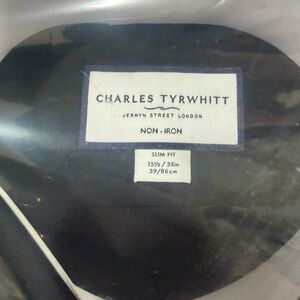 CHARLES TYRWHITT
JERMYN STREET LONDON
NON-IRON
SLIM FIT
15½ / 34in
39/86cm